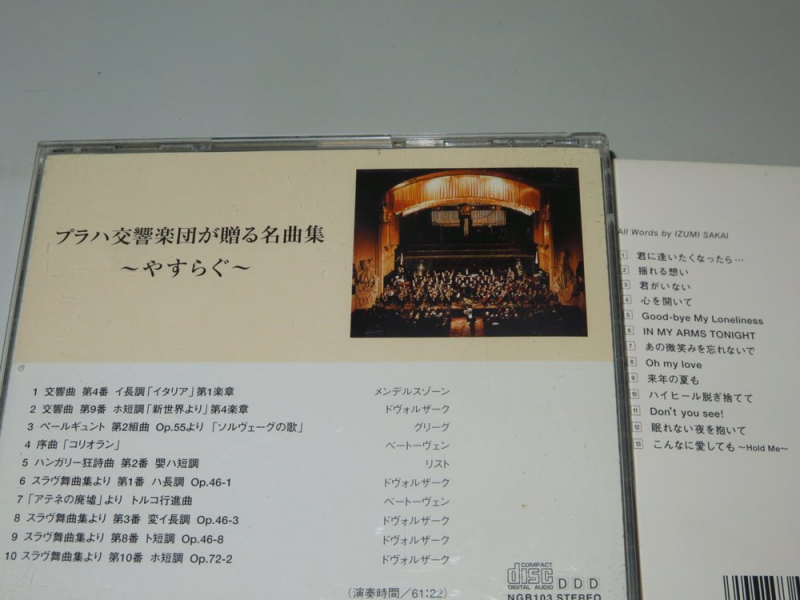 プラハ交響楽団が贈る名曲集
～やすらぐ～
1 交響曲 第4番 イ長調「イタリア」第1楽章 メンデルスゾーン
2 交響曲 第9番 ホ短調「新世界より」第4楽章 ドヴォルザーク
3 ペールギュント 第2組曲 Op.55より 「ソルヴェーグの歌」 グリーグ
4 序曲「コリオラン」 ベートーヴェン
5 ハンガリー狂詩曲 第2番 嬰ハ短調 リスト
6 スラヴ舞曲集より 第1番 ハ長調 Op.46-1 ドヴォルザーク
7 「アテネの廃墟」より トルコ行進曲 ベートーヴェン
8 スラヴ舞曲集より 第3番 変イ長調 Op.46-3 ドヴォルザーク
9 スラヴ舞曲集より 第8番 ト短調 Op.46-8 ドヴォルザーク
10 スラヴ舞曲集より 第10番 ホ短調 Op.72-2 ドヴォルザーク
(演奏時間／61:22)
COMPACT
disc
DIGITAL AUDIO
DDD
NGB103 STEREO
All Words by IZUMI SAKAI
1 君に逢いたくなったら…
2 揺れる想い
3 君がいない
4 心を開いて
5 Good-bye My Loneliness
6 IN MY ARMS TONIGHT
7 あの微笑みを忘れないで
8 Oh my love
9 来年の夏も
10 ハイヒール脱ぎ捨てて
11 Don't you see!
12 眠れない夜を抱いて
13 こんなに愛しても ～Hold Me～